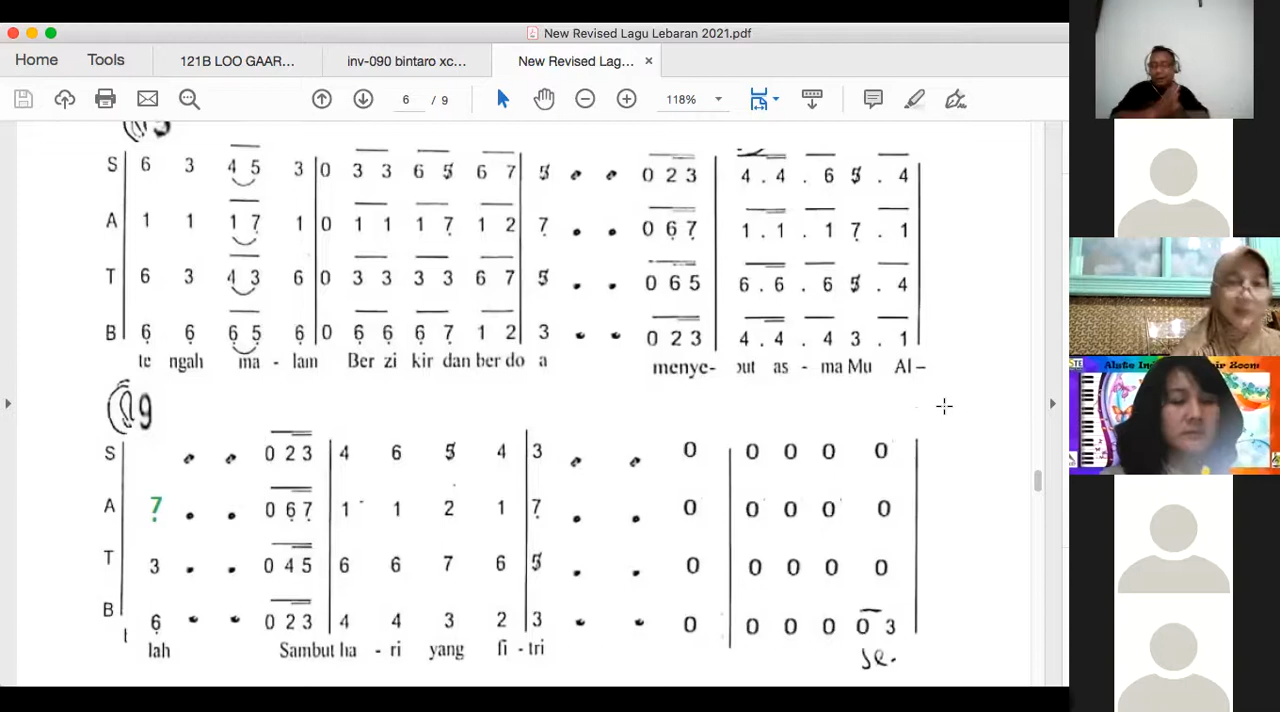 New Revised Lagu Lebaran 2021.pdf
Home Tools 121B LOO GAAR... inv-090 bintaro xc... New Revised Lag... ×
6 / 9 118%
S 6 3 4 5 3 | 0 3 3 6 5 6 7 | 5 . . 0 2 3 | 4 . 4 . 6 5 . 4 |
A 1 1 1 7 1 | 0 1 1 1 7 1 2 | 7 . . 0 6 7 | 1 . 1 . 1 7 . 1 |
T 6 3 4 3 6 | 0 3 3 3 3 6 7 | 5 . . 0 6 5 | 6 . 6 . 6 5 . 4 |
B 6 6 6 5 6 | 0 6 6 6 7 1 2 | 3 . . 0 2 3 | 4 . 4 . 4 3 . 1 |
te ngah ma - lam Ber zi kir dan ber do a menye- but as - ma Mu Al -
S . . 0 2 3 | 4 6 5 4 | 3 . . 0 | 0 0 0 0 |
A 7 . . 0 6 7 | 1 1 2 1 | 7 . . 0 | 0 0 0 0 |
T 3 . . 0 4 5 | 6 6 7 6 | 5 . . 0 | 0 0 0 0 |
B 6 . . 0 2 3 | 4 4 3 2 | 3 . . 0 | 0 0 0 0 3 |
lah Sambut ha - ri yang fi - tri se.